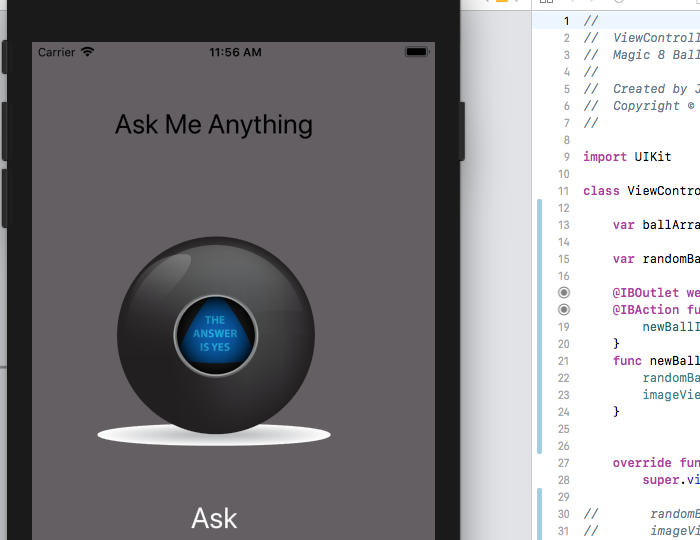 Carrier
11:56 AM
Ask Me Anything
THE
ANSWER
IS YES
Ask
1 //
2 // ViewControll
3 // Magic 8 Ball
4 //
5 // Created by J
6 // Copyright ©
7 //
8
9 import UIKit
10
11 class ViewContro
12
13 var ballArra
14
15 var randomBa
16
@IBOutlet we
@IBAction fu
19 newBallI
20 }
21 func newBall
22 randomBa
23 imageVie
24 }
25
26
27 override fun
28 super.vi
29
30 // randomB
31 // imageVi